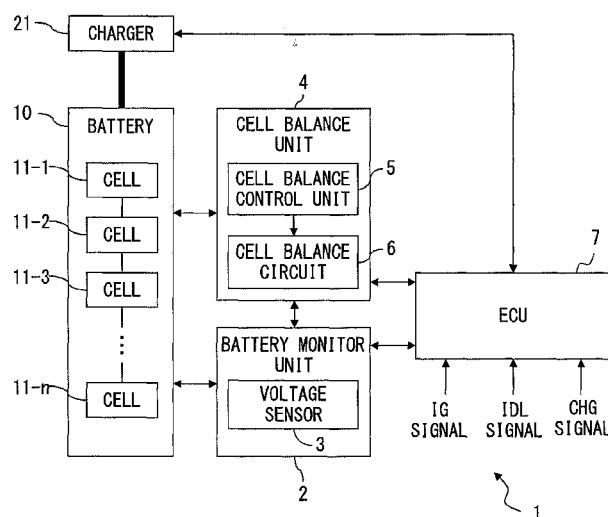 21
CHARGER
10
BATTERY
11-1
CELL
11-2
CELL
11-3
CELL
11-n
CELL
4
CELL BALANCE
UNIT
5
CELL BALANCE
CONTROL UNIT
6
CELL BALANCE
CIRCUIT
BATTERY MONITOR
UNIT
VOLTAGE
SENSOR
3
2
7
ECU
IG
SIGNAL
IDL
SIGNAL
CHG
SIGNAL
1